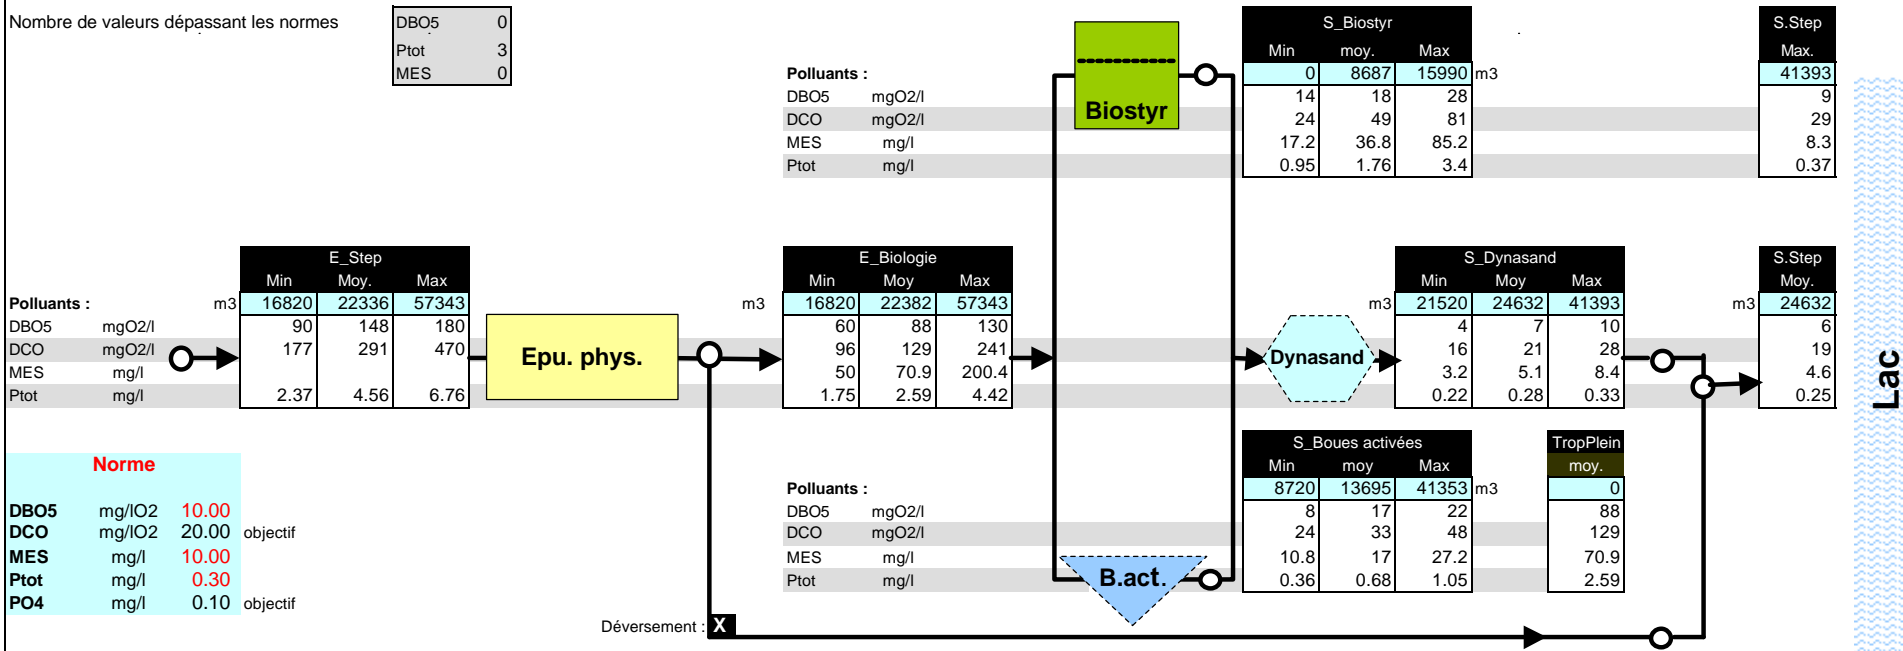 Nombre de valeurs dépassant les normes
DBO5 0
Ptot 3
MES 0
S_Biostyr
Min moy. Max
Polluants :
0 8687 15990 m3
DBO5 mgO2/l 14 18 28
DCO mgO2/l 24 49 81
MES mg/l 17.2 36.8 85.2
Ptot mg/l 0.95 1.76 3.4
Biostyr
S.Step
Max.
41393
9
29
8.3
0.37
E_Step
Min Moy. Max
Polluants : m3 16820 22336 57343
DBO5 mgO2/l 90 148 180
DCO mgO2/l 177 291 470
MES mg/l
Ptot mg/l 2.37 4.56 6.76
Epu. phys.
E_Biologie
Min Moy Max
m3 16820 22382 57343
60 88 130
96 129 241
50 70.9 200.4
1.75 2.59 4.42
Dynasand
S_Dynasand
Min Moy Max
m3 21520 24632 41393
4 7 10
16 21 28
3.2 5.1 8.4
0.22 0.28 0.33
S.Step
Moy.
m3 24632
6
19
4.6
0.25
Lac
Norme
DBO5 mg/lO2 10.00
DCO mg/lO2 20.00 objectif
MES mg/l 10.00
Ptot mg/l 0.30
PO4 mg/l 0.10 objectif
S_Boues activées
Min moy Max
Polluants :
8720 13695 41353 m3
DBO5 mgO2/l 8 17 22
DCO mgO2/l 24 33 48
MES mg/l 10.8 17 27.2
Ptot mg/l 0.36 0.68 1.05
B.act.
TropPlein
moy.
0
88
129
70.9
2.59
Déversement : X